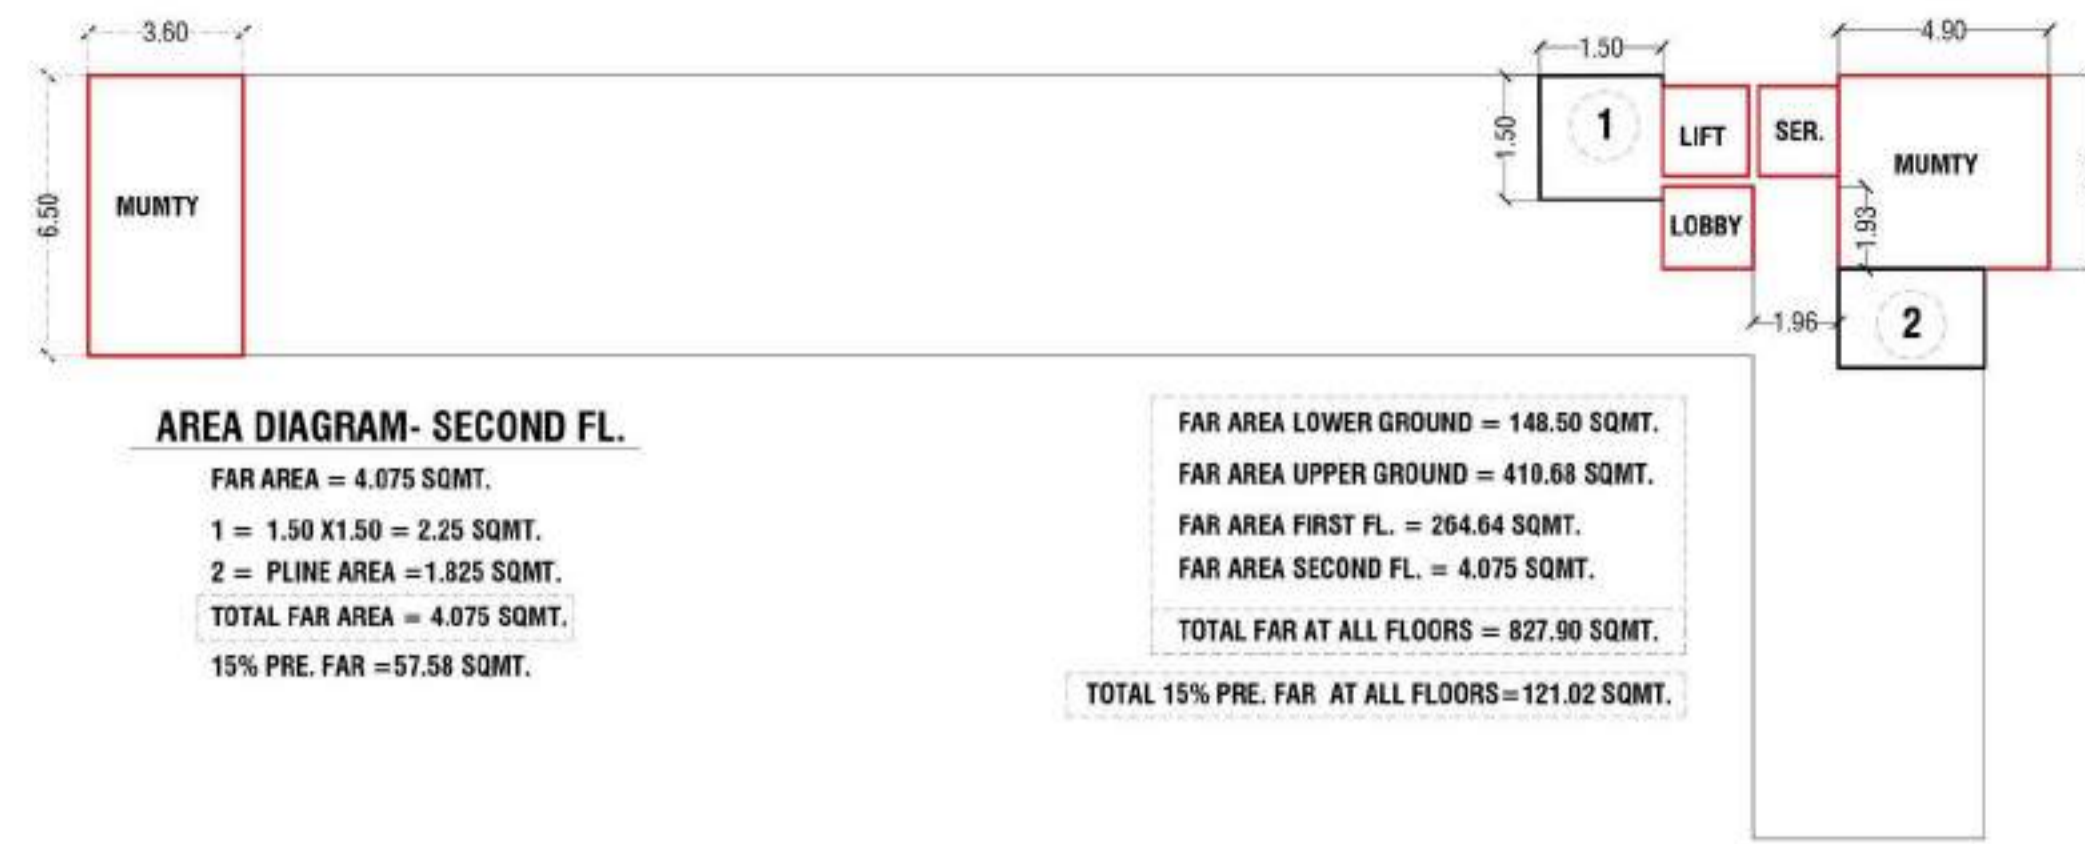 3.60
1.50
4.90
6.50
MUMTY
1.50
1
LIFT
SER.
MUMTY
LOBBY
1.93
1.96
2
AREA DIAGRAM- SECOND FL.
FAR AREA = 4.075 SQMT.
1 = 1.50 X1.50 = 2.25 SQMT.
2 = PLINE AREA =1.825 SQMT.
TOTAL FAR AREA = 4.075 SQMT.
15% PRE. FAR =57.58 SQMT.
FAR AREA LOWER GROUND = 148.50 SQMT.
FAR AREA UPPER GROUND = 410.68 SQMT.
FAR AREA FIRST FL. = 264.64 SQMT.
FAR AREA SECOND FL. = 4.075 SQMT.
TOTAL FAR AT ALL FLOORS = 827.90 SQMT.
TOTAL 15% PRE. FAR AT ALL FLOORS=121.02 SQMT.